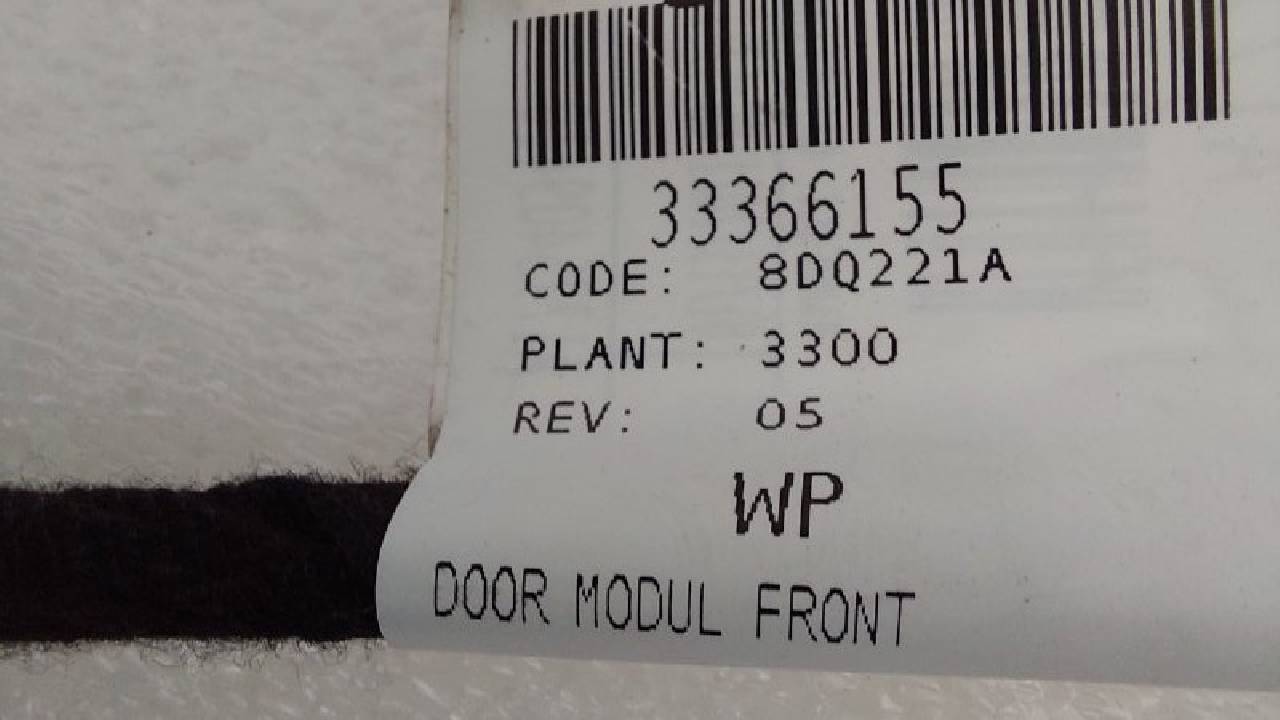 33366155
CODE: 8DQ221A
PLANT: 3300
REV: 05
WP
DOOR MODUL FRONT